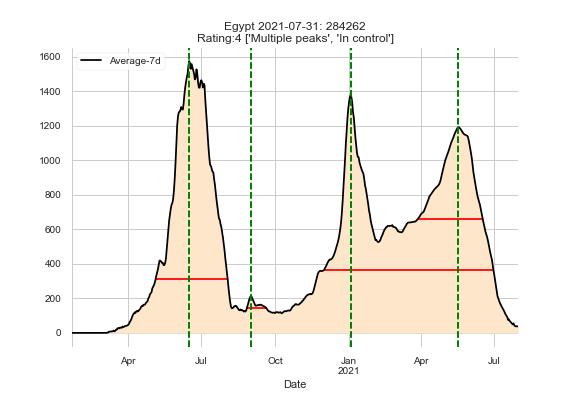 Egypt 2021-07-31: 284262
Rating:4 ['Multiple peaks', 'In control']
Average-7d
1600
1400
1200
1000
800
600
400
200
0
Apr Jul Oct Jan Apr Jul
2021
Date